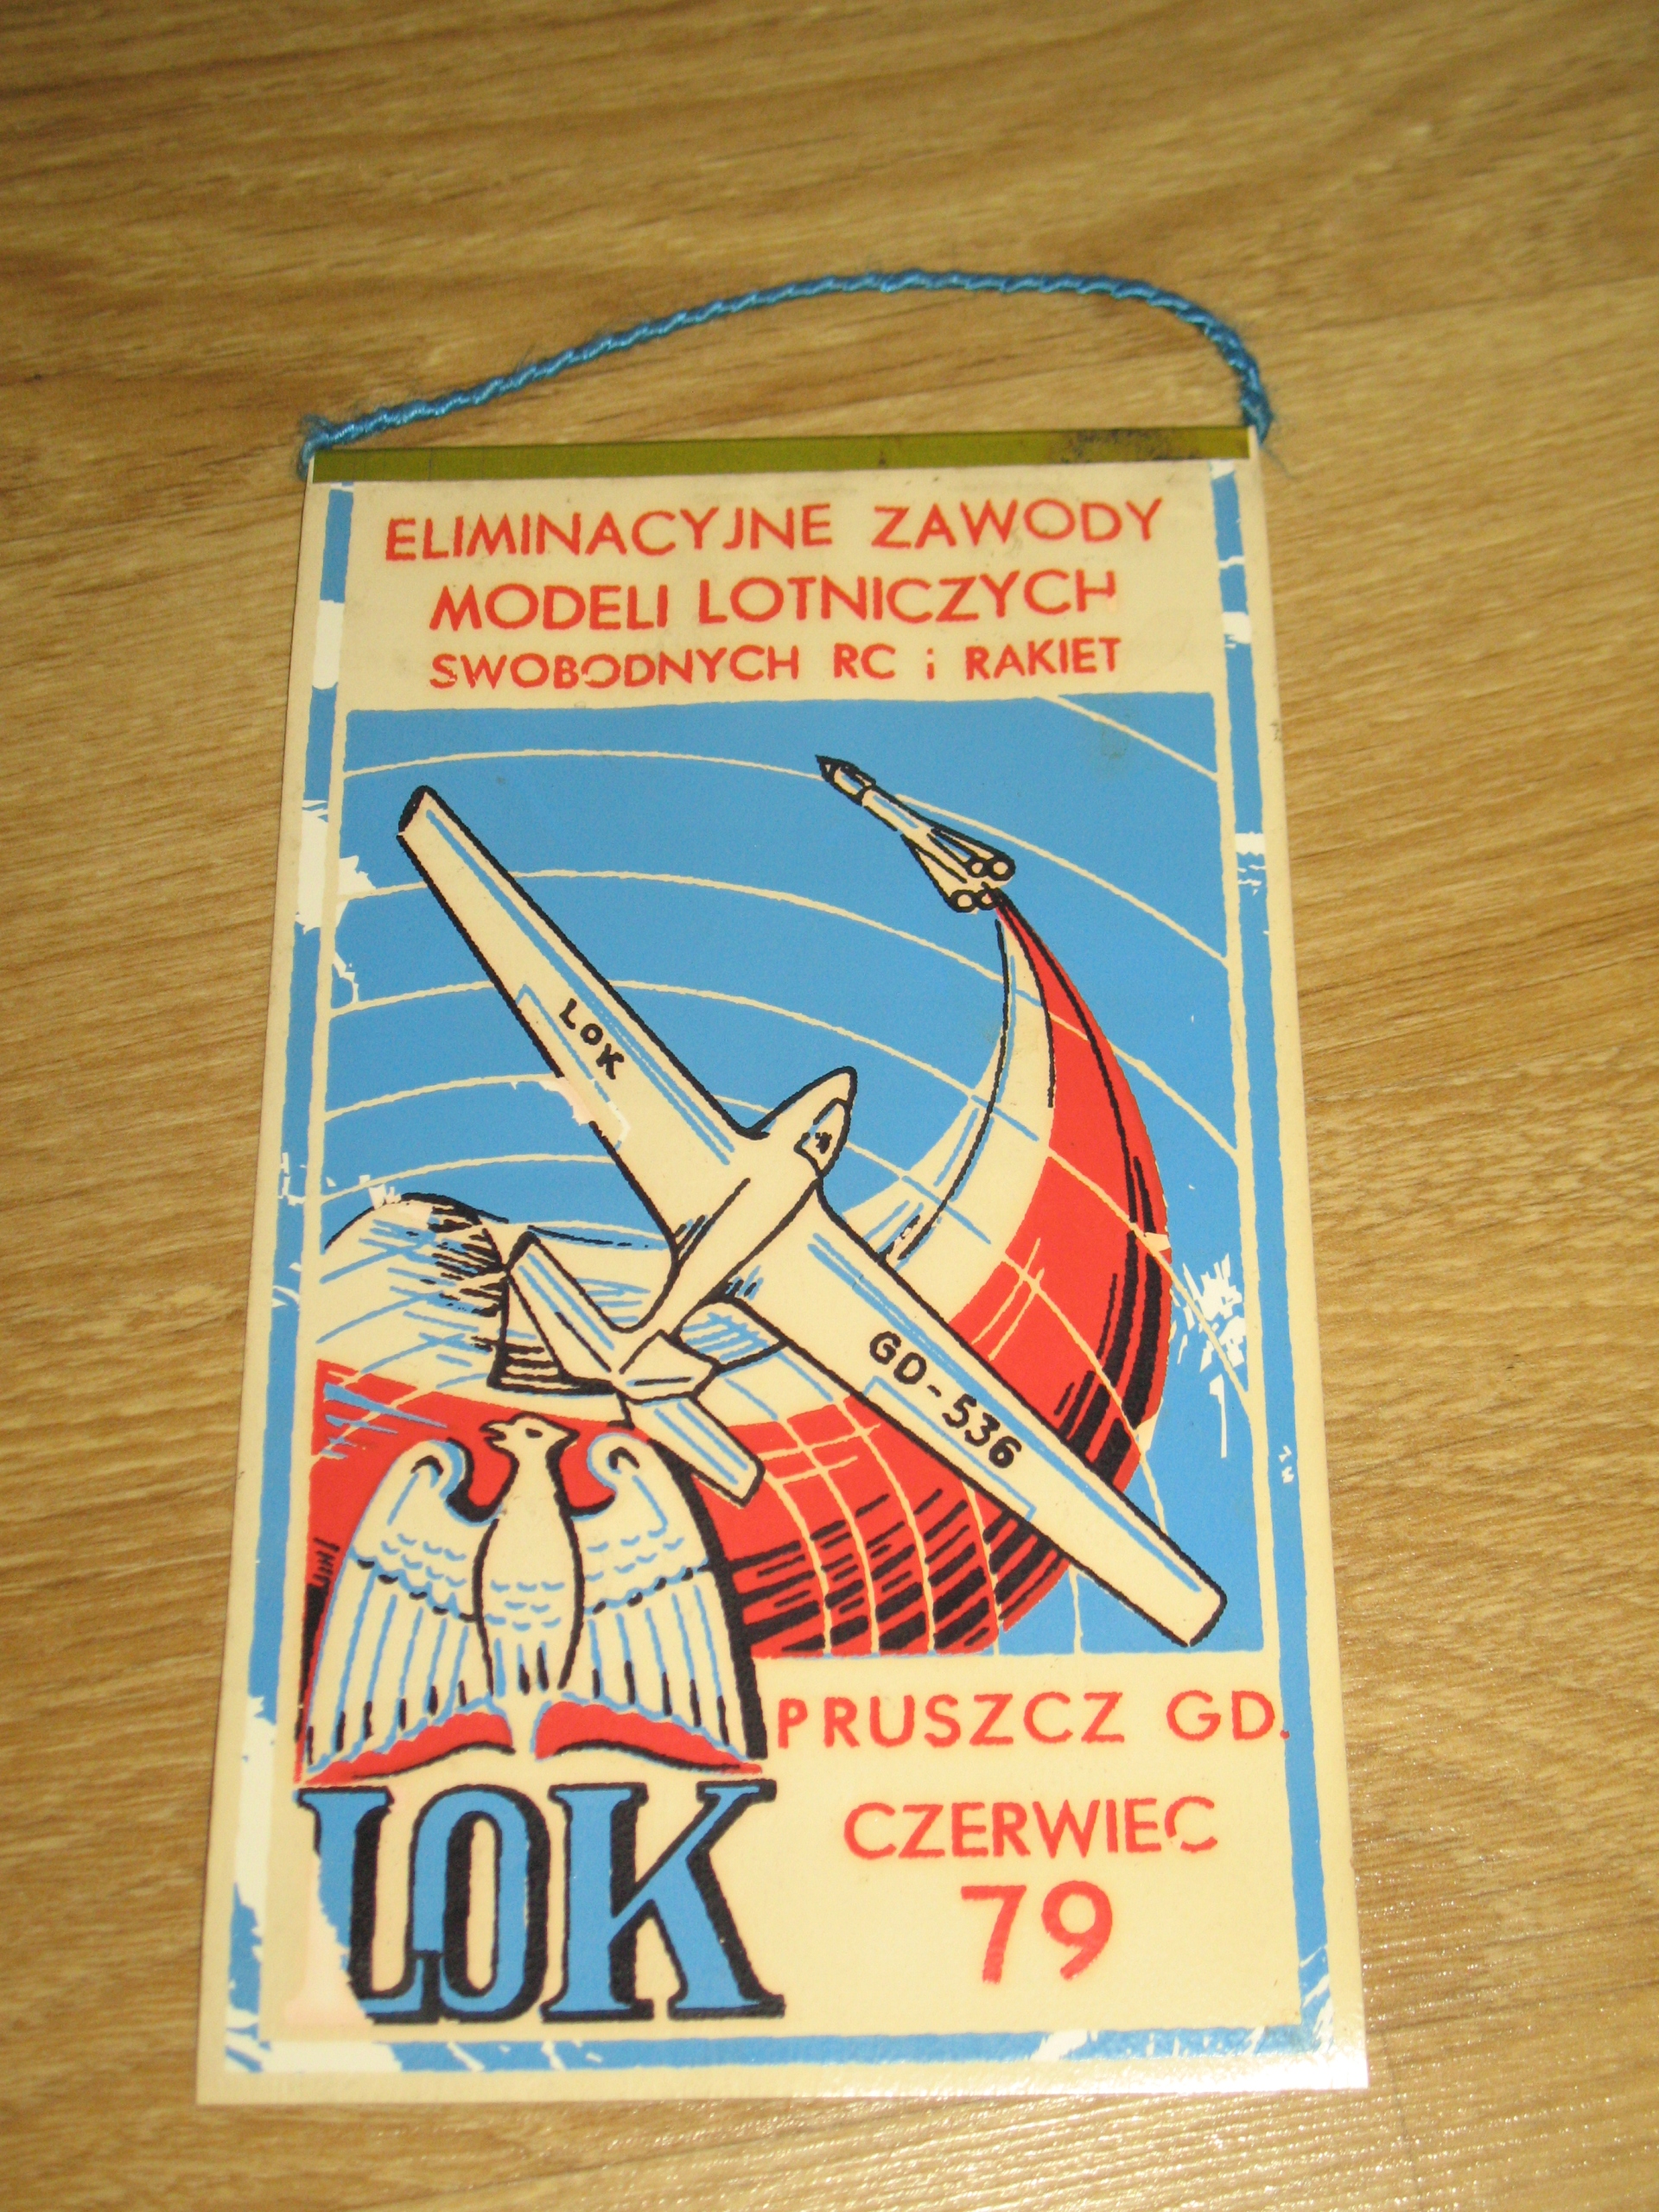 ELIMINACYJNE ZAWODY
MODELI LOTNICZYCH
SWOBODNYCH RC i RAKIET
LOK
GD-536
PRUSZCZ GD.
CZERWIEC
79
LOK